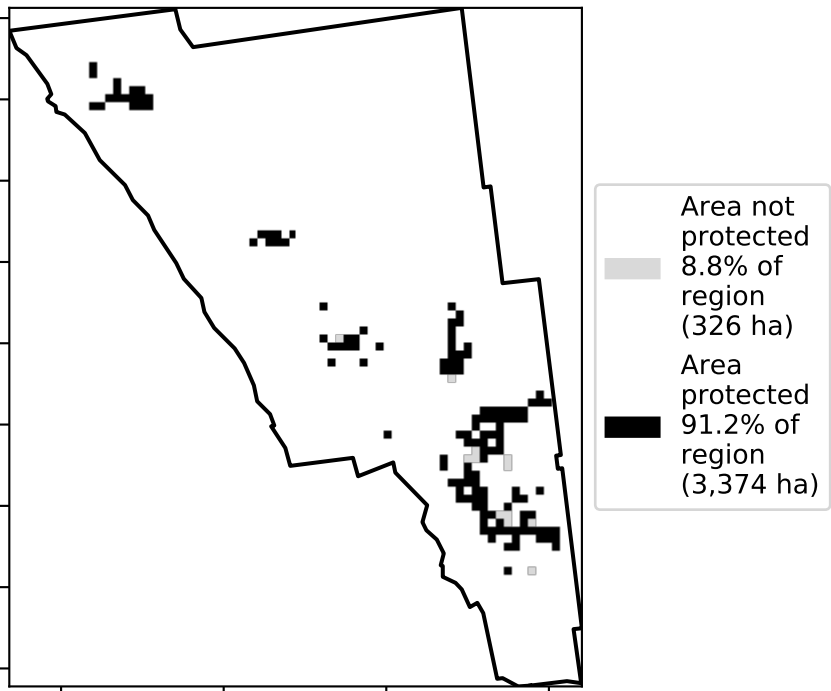 Area not
protected
8.8% of
region
(326 ha)
Area
protected
91.2% of
region
(3,374 ha)